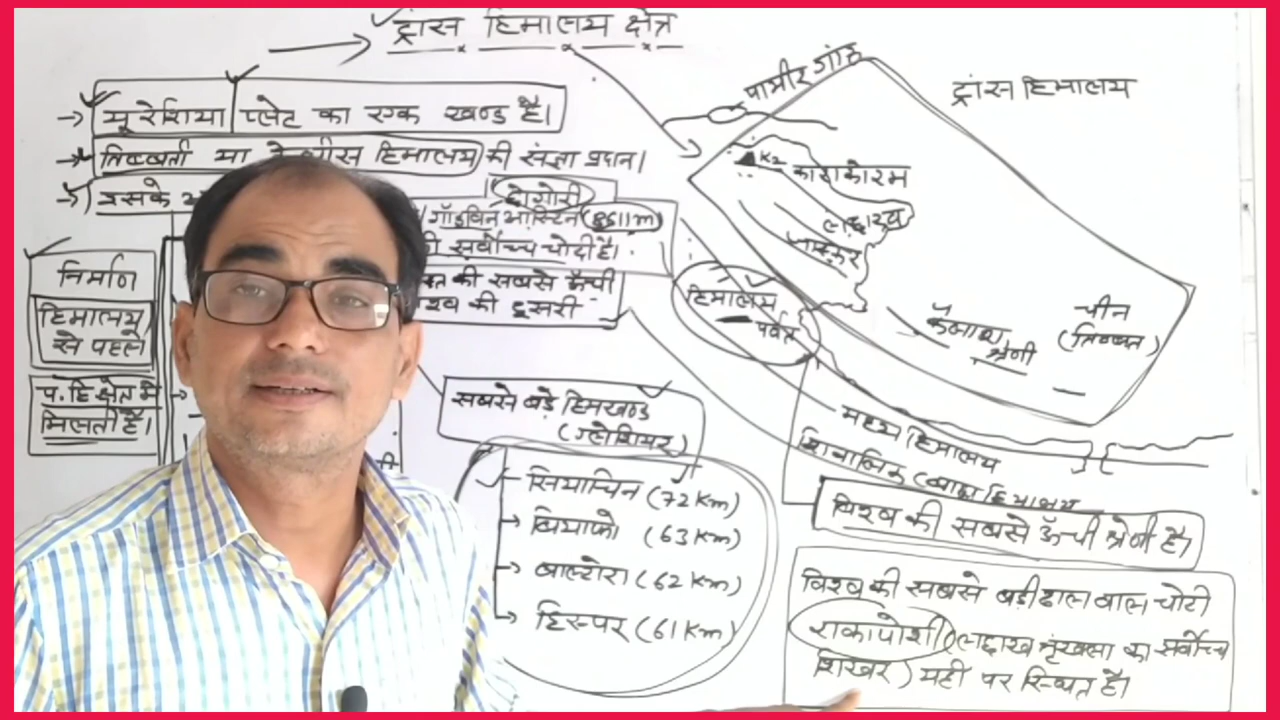 ट्रांस हिमालय क्षेत्र
यूरेशिया प्लेट का एक खण्ड है।
तिब्बती या टेथीस हिमालय की संज्ञा प्रदान।
इसके
डोगोरी
गॉडविन आस्टिन (8611m)
सर्वोच्च चोटी है।
की सबसे ऊँची
की दूसरी
निर्माण
हिमालय
से पहले
प. हि क्षेत्र में
मिलती है।
सबसे बड़े हिमखण्ड
(ग्लेशियर)
सियाचिन (72 Km)
बियाफो (63 Km)
बाल्टोरा (62 Km)
हिस्पर (61 Km)
पामीर गांठ
ट्रांस हिमालय
K2
काराकोरम
लद्दाख
जास्कर
हिमालय
पर्वत
कैलाश
श्रेणी
चीन
(तिब्बत)
मध्य हिमालय
शिवालिक (बाह्य हिमालय
विश्व की सबसे ऊँची श्रेणी है।
विश्व की सबसे बड़ी ढाल वाल चोटी
राकापोशी (लद्दाख श्रृंखला का सर्वोच्च
शिखर) यहीं पर स्थित है।